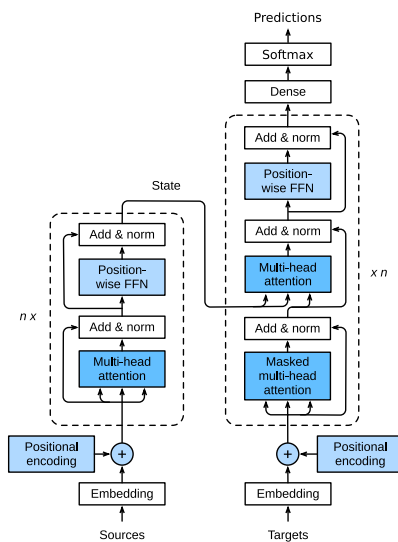 Predictions
Softmax
Dense
Add & norm
Position-
wise FFN
State
Add & norm
Add & norm
Position-
wise FFN
Multi-head
attention
n x
x n
Add & norm
Add & norm
Multi-head
attention
Masked
multi-head
attention
Positional
encoding
+
+
Positional
encoding
Embedding
Embedding
Sources
Targets